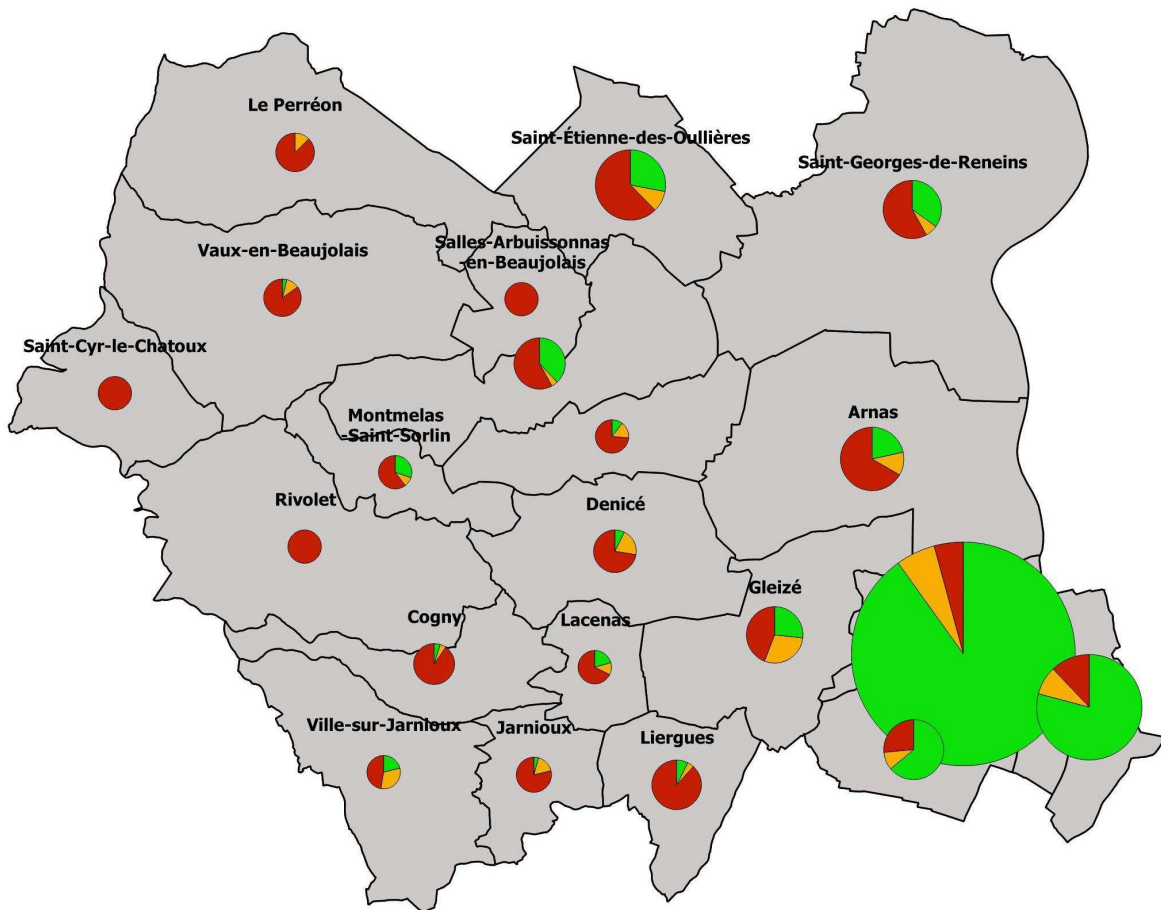 Le Perréon
Saint-Étienne-des-Oullières
Saint-Georges-de-Reneins
Vaux-en-Beaujolais
Salles-Arbuissonnas
-en-Beaujolais
Saint-Cyr-le-Chatoux
Montmelas
-Saint-Sorlin
Arnas
Rivolet
Denicé
Gleizé
Cogny
Lacenas
Ville-sur-Jarnioux
Jarnioux
Liergues